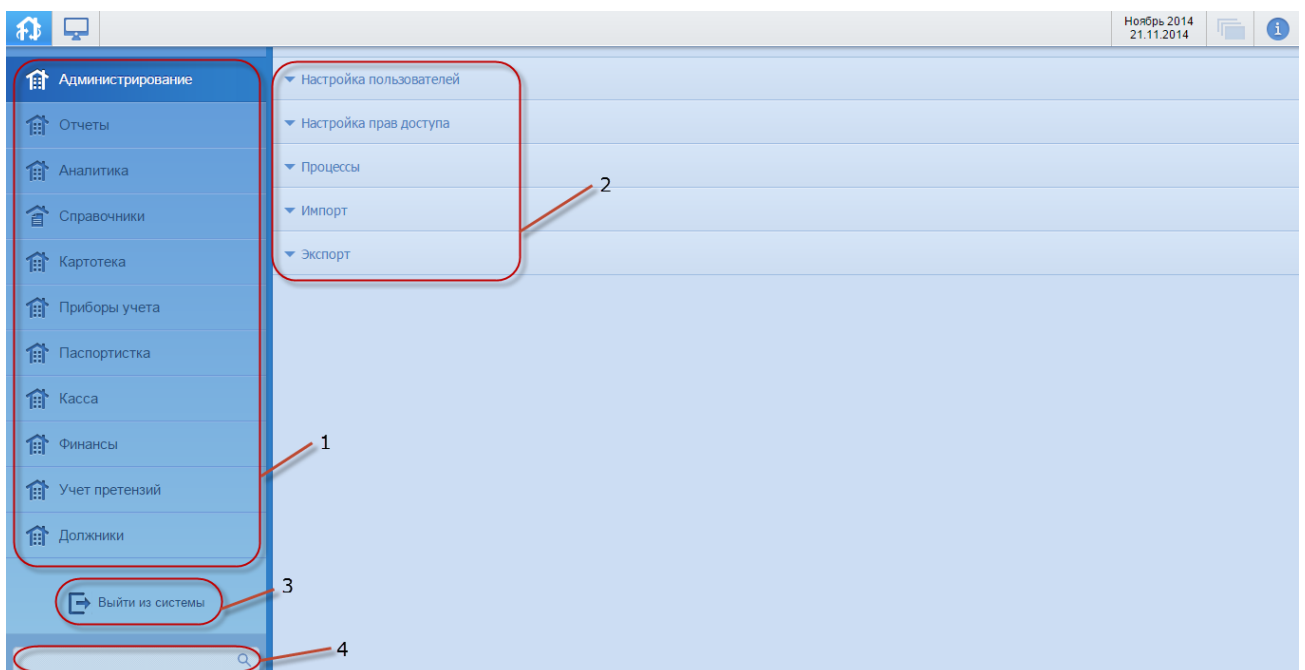 Ноябрь 2014
21.11.2014
i
Администрирование
Отчеты
Аналитика
Справочники
Картотека
Приборы учета
Паспортистка
Касса
Финансы
Учет претензий
Должники
1
Выйти из системы
3
4
Настройка пользователей
Настройка прав доступа
Процессы
Импорт
Экспорт
2